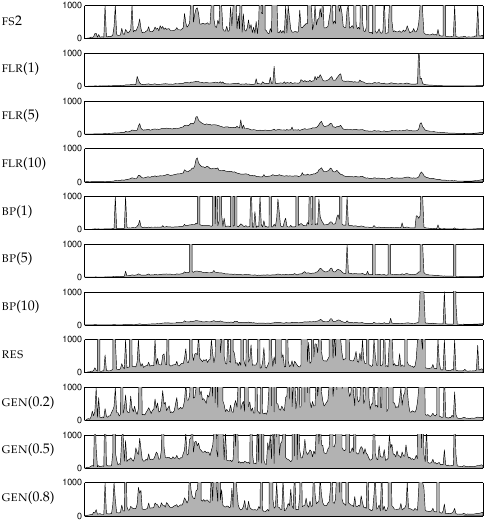 FS2 1000 0
FLR(1) 1000 0
FLR(5) 1000 0
FLR(10) 1000 0
BP(1) 1000 0
BP(5) 1000 0
BP(10) 1000 0
RES 1000 0
GEN(0.2) 1000 0
GEN(0.5) 1000 0
GEN(0.8) 1000 0